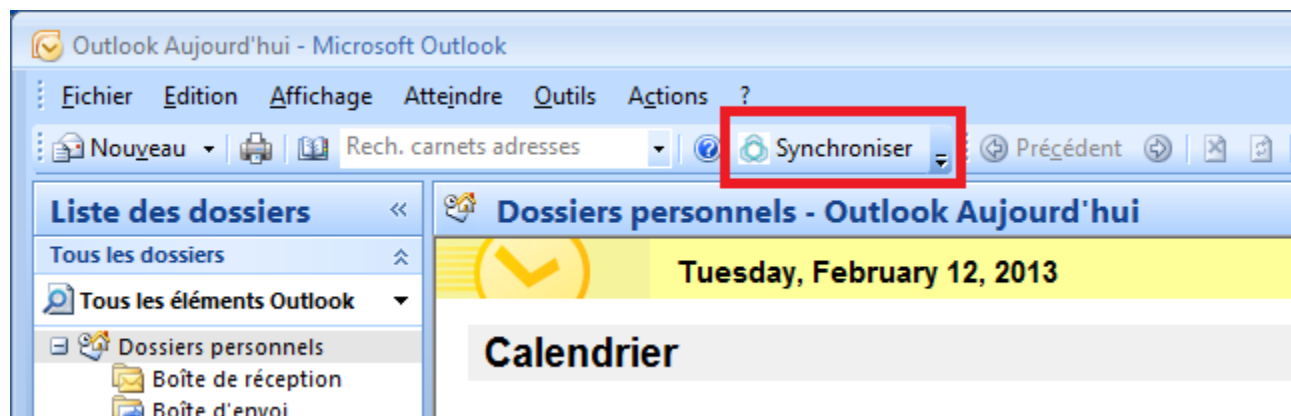 Outlook Aujourd'hui - Microsoft Outlook
Fichier Edition Affichage Atteindre Outils Actions ?
Nouveau Rech. carnets adresses Synchroniser Précédent
Liste des dossiers «
Dossiers personnels - Outlook Aujourd'hui
Tous les dossiers
Tuesday, February 12, 2013
Tous les éléments Outlook
Dossiers personnels
Calendrier
Boîte de réception
Boîte d'envoi